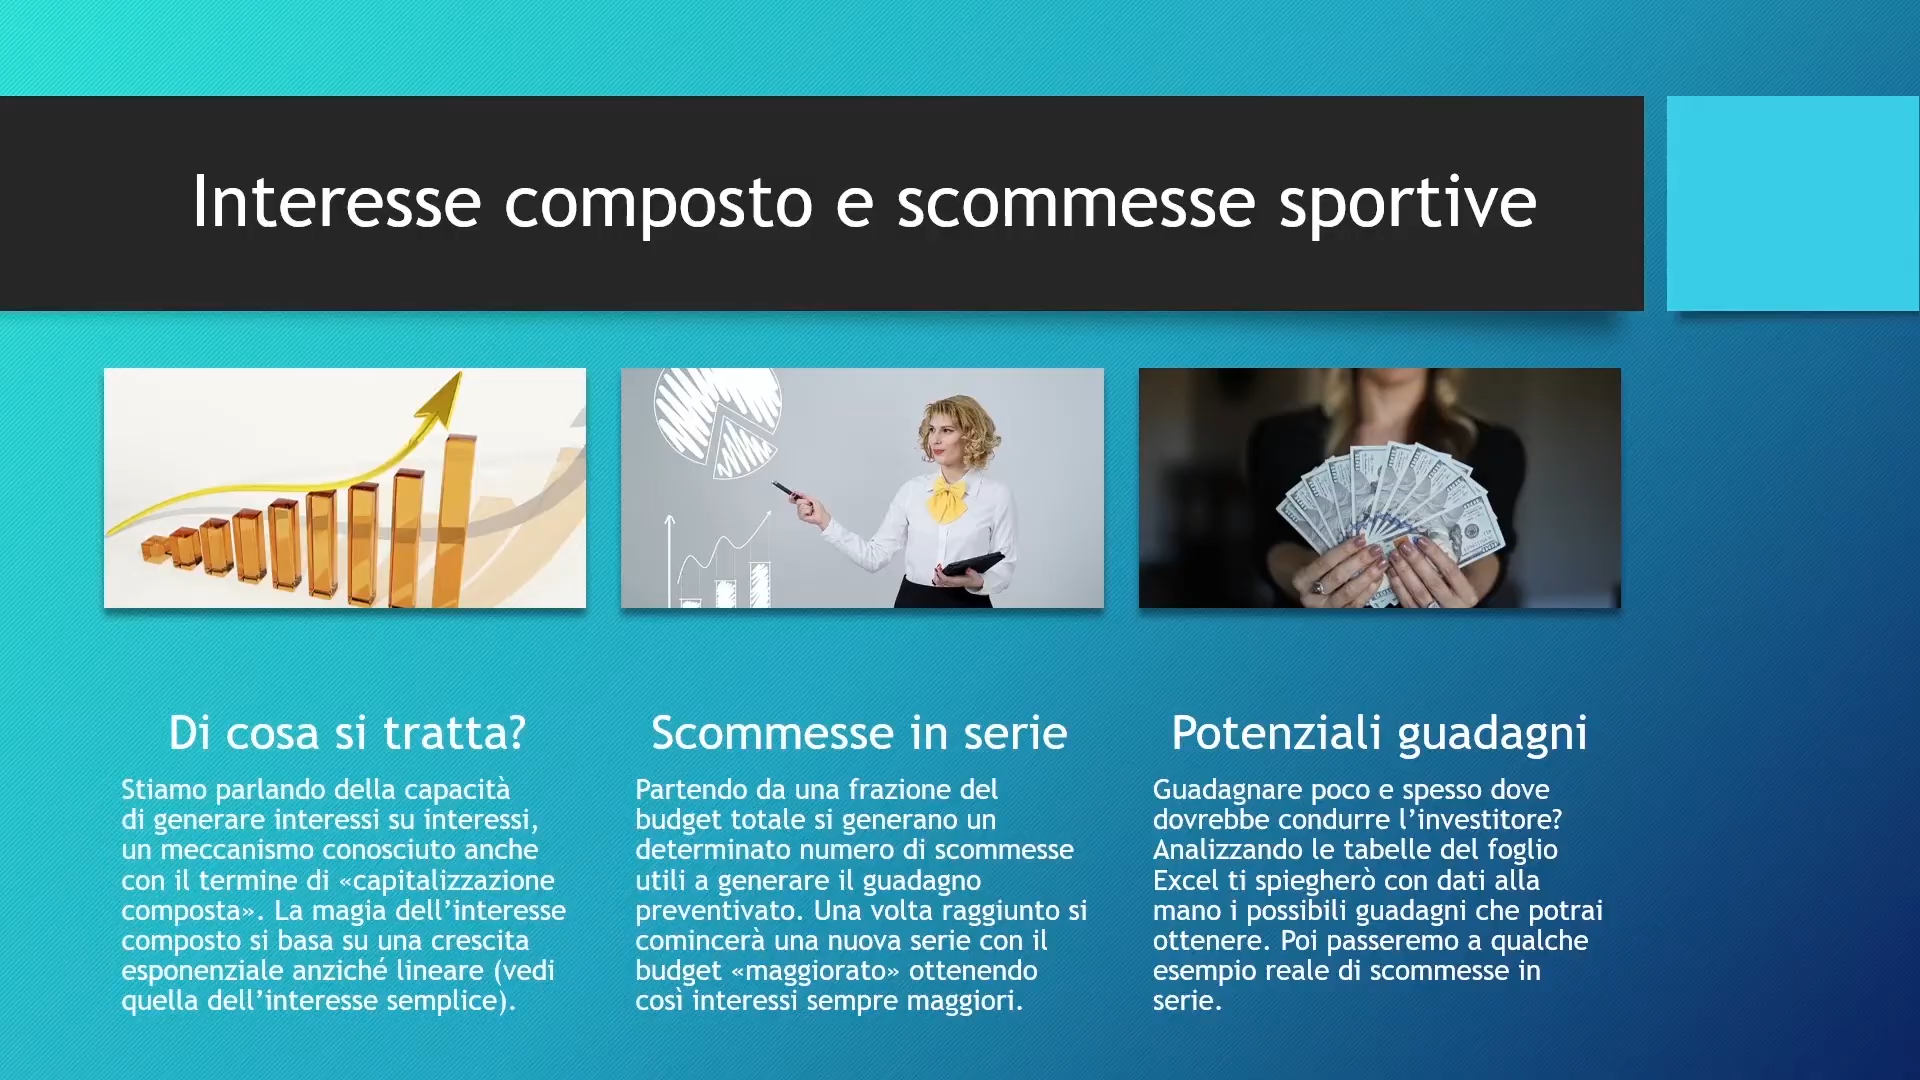 Interesse composto e scommesse sportive
Di cosa si tratta?
Stiamo parlando della capacità
di generare interessi su interessi,
un meccanismo conosciuto anche
con il termine di «capitalizzazione
composta». La magia dell’interesse
composto si basa su una crescita
esponenziale anziché lineare (vedi
quella dell’interesse semplice).
Scommesse in serie
Partendo da una frazione del
budget totale si generano un
determinato numero di scommesse
utili a generare il guadagno
preventivato. Una volta raggiunto si
comincerà una nuova serie con il
budget «maggiorato» ottenendo
così interessi sempre maggiori.
Potenziali guadagni
Guadagnare poco e spesso dove
dovrebbe condurre l’investitore?
Analizzando le tabelle del foglio
Excel ti spiegherò con dati alla
mano i possibili guadagni che potrai
ottenere. Poi passeremo a qualche
esempio reale di scommesse in
serie.